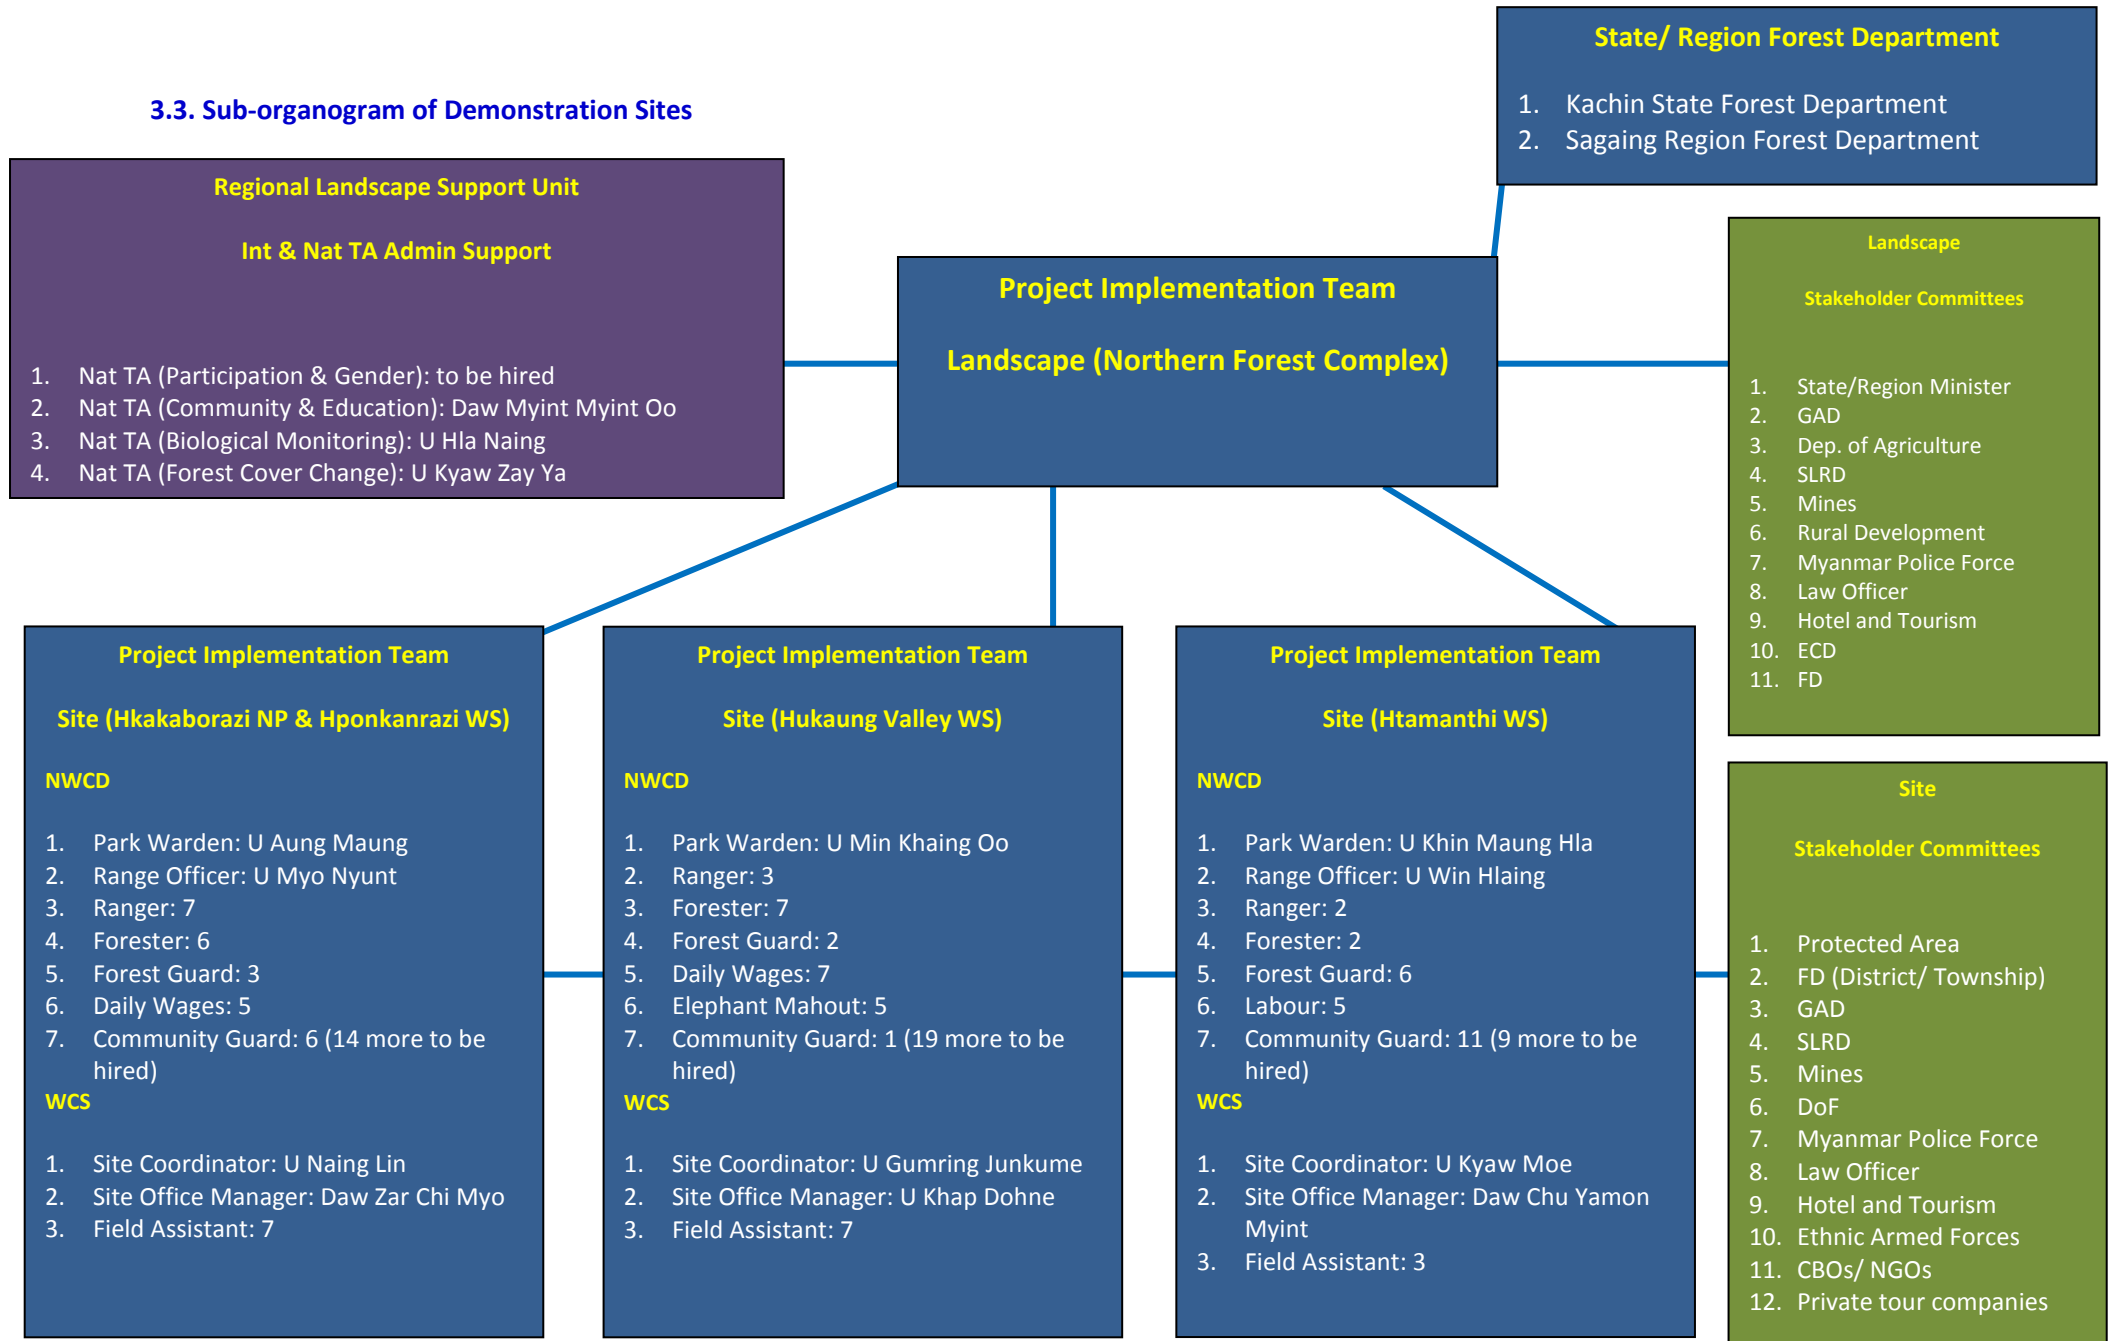 State/ Region Forest Department
1. Kachin State Forest Department
2. Sagaing Region Forest Department
3.3. Sub-organogram of Demonstration Sites
Regional Landscape Support Unit
Int & Nat TA Admin Support
1. Nat TA (Participation & Gender): to be hired
2. Nat TA (Community & Education): Daw Myint Myint Oo
3. Nat TA (Biological Monitoring): U Hla Naing
4. Nat TA (Forest Cover Change): U Kyaw Zay Ya
Project Implementation Team
Landscape (Northern Forest Complex)
Landscape
Stakeholder Committees
1. State/Region Minister
2. GAD
3. Dep. of Agriculture
4. SLRD
5. Mines
6. Rural Development
7. Myanmar Police Force
8. Law Officer
9. Hotel and Tourism
10. ECD
11. FD
Project Implementation Team
Site (Hkakaborazi NP & Hponkanrazi WS)
NWCD
1. Park Warden: U Aung Maung
2. Range Officer: U Myo Nyunt
3. Ranger: 7
4. Forester: 6
5. Forest Guard: 3
6. Daily Wages: 5
7. Community Guard: 6 (14 more to be
hired)
WCS
1. Site Coordinator: U Naing Lin
2. Site Office Manager: Daw Zar Chi Myo
3. Field Assistant: 7
Project Implementation Team
Site (Hukaung Valley WS)
NWCD
1. Park Warden: U Min Khaing Oo
2. Ranger: 3
3. Forester: 7
4. Forest Guard: 2
5. Daily Wages: 7
6. Elephant Mahout: 5
7. Community Guard: 1 (19 more to be
hired)
WCS
1. Site Coordinator: U Gumring Junkume
2. Site Office Manager: U Khap Dohne
3. Field Assistant: 7
Project Implementation Team
Site (Htamanthi WS)
NWCD
1. Park Warden: U Khin Maung Hla
2. Range Officer: U Win Hlaing
3. Ranger: 2
4. Forester: 2
5. Forest Guard: 6
6. Labour: 5
7. Community Guard: 11 (9 more to be
hired)
WCS
1. Site Coordinator: U Kyaw Moe
2. Site Office Manager: Daw Chu Yamon
Myint
3. Field Assistant: 3
Site
Stakeholder Committees
1. Protected Area
2. FD (District/ Township)
3. GAD
4. SLRD
5. Mines
6. DoF
7. Myanmar Police Force
8. Law Officer
9. Hotel and Tourism
10. Ethnic Armed Forces
11. CBOs/ NGOs
12. Private tour companies